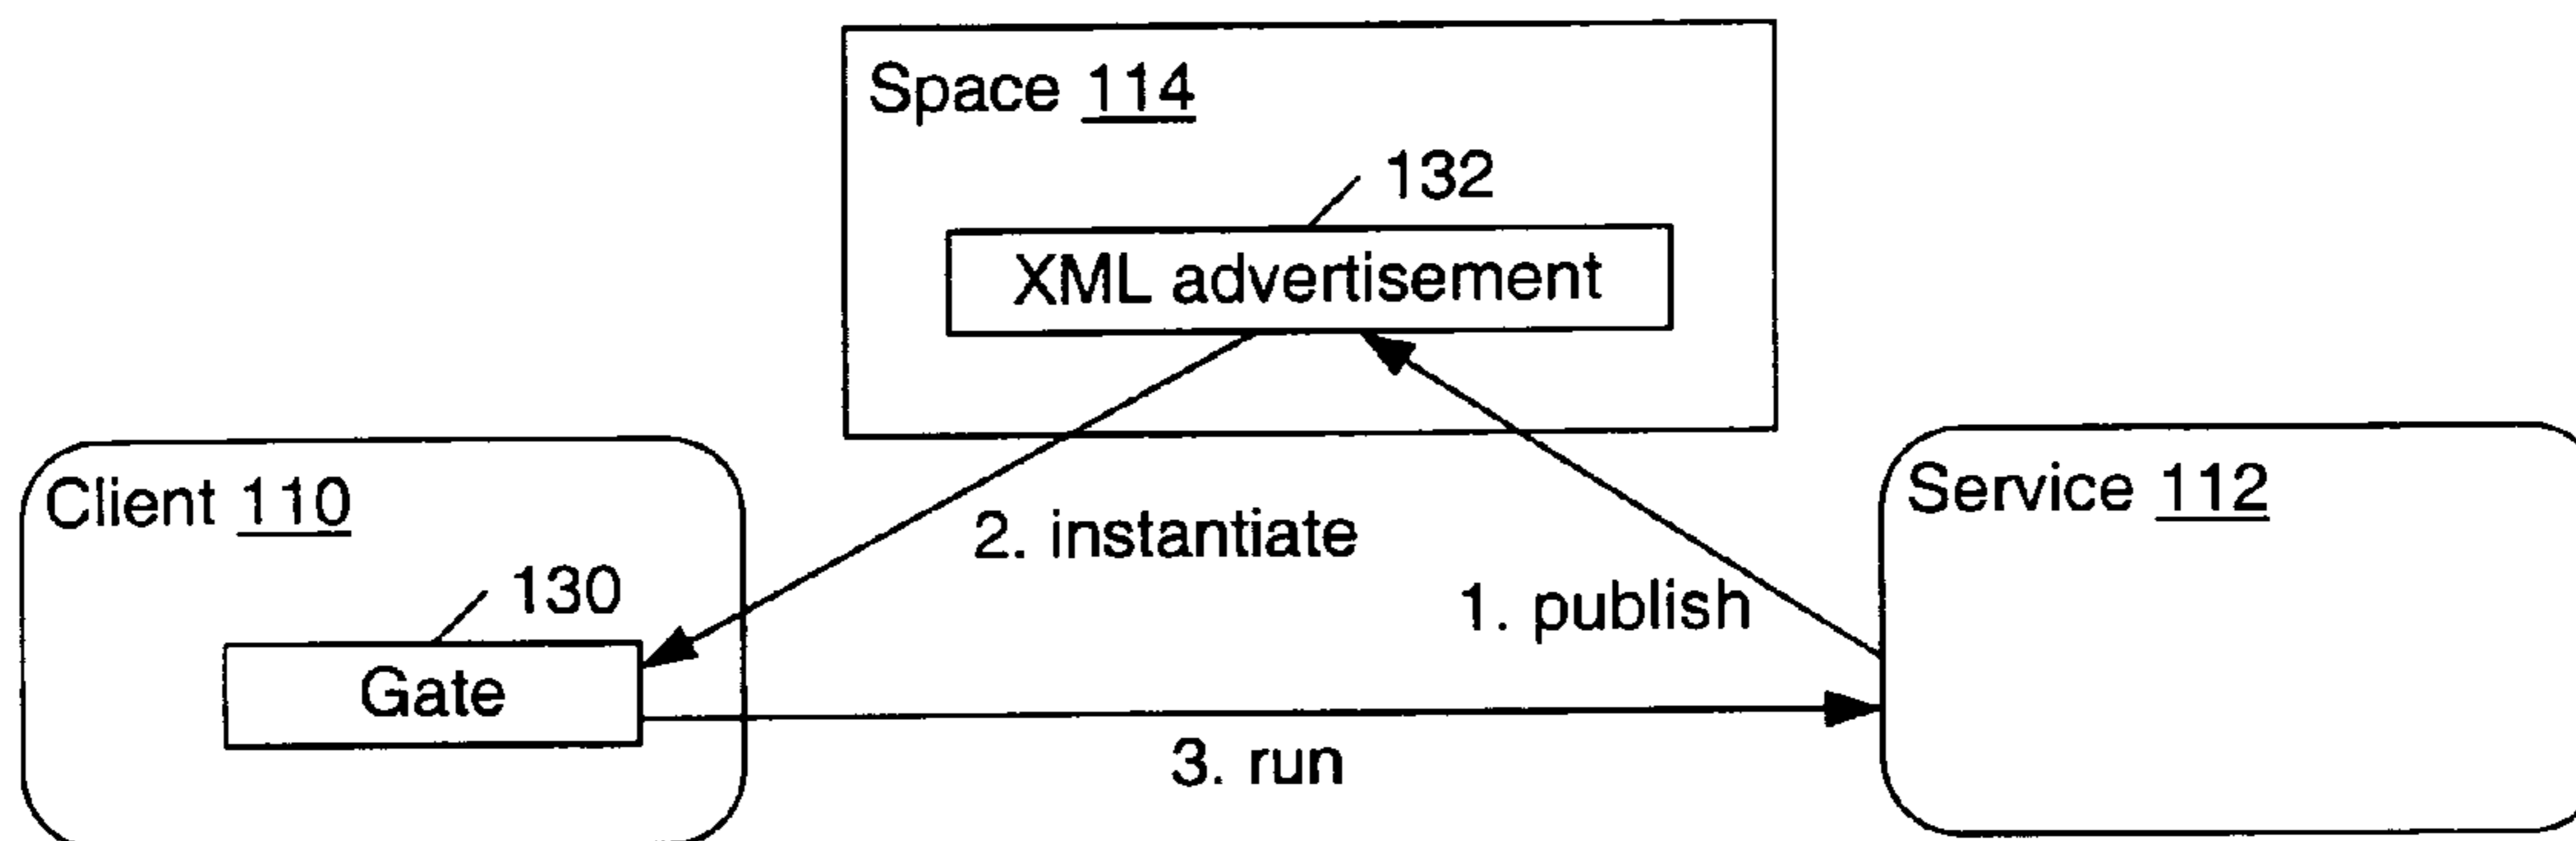 Space 114
132
XML advertisement
Client 110
2. instantiate
Service 112
130
1. publish
Gate
3. run